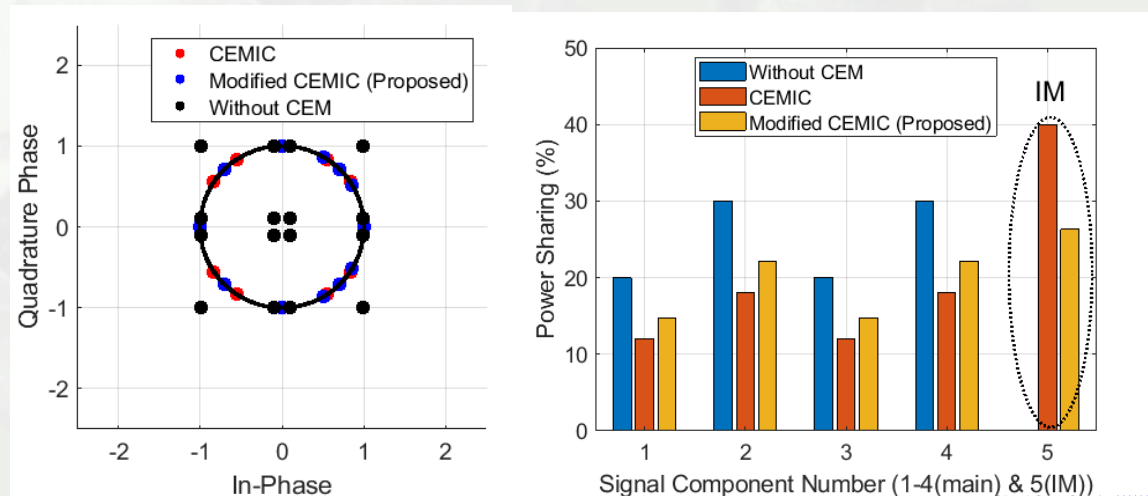 CEMIC
Modified CEMIC (Proposed)
Without CEM
2
1
0
-1
-2
Quadrature Phase
-2
-1
0
1
2
In-Phase
50
40
30
20
10
0
Power Sharing (%)
Without CEM
CEMIC
Modified CEMIC (Proposed)
IM
1
2
3
4
5
Signal Component Number (1-4(main) & 5(IM))